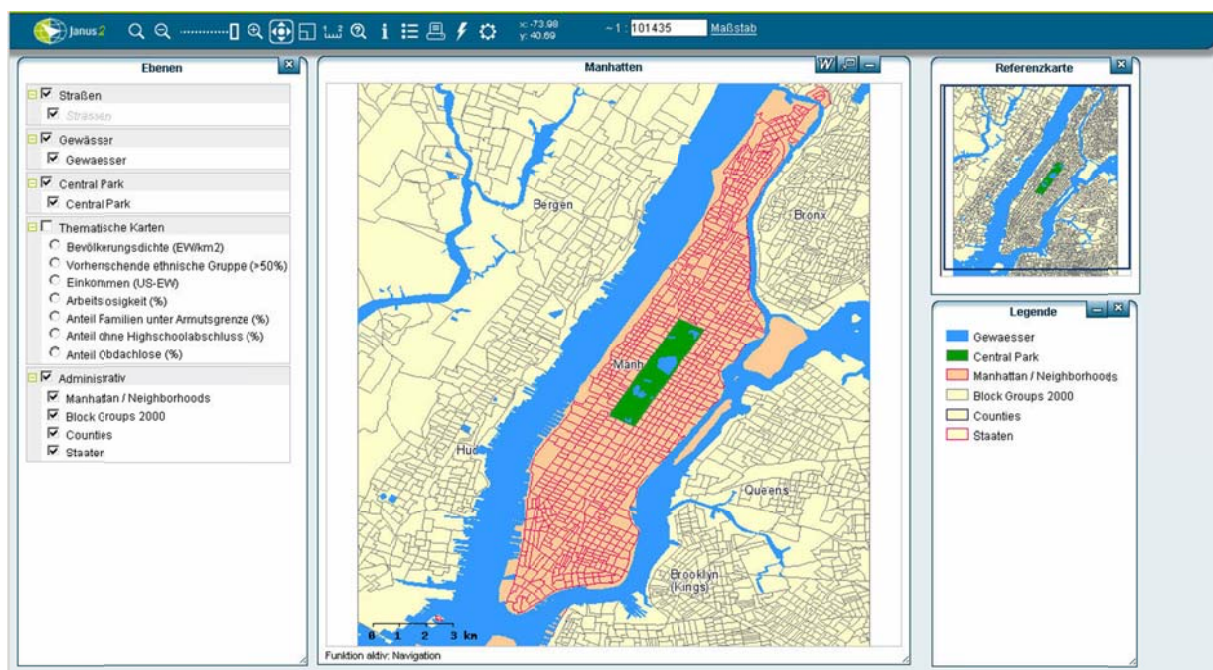 Janus2
x: -73.98
y: 40.69
~ 1 : 101435 Maßstab
Ebenen
Straßen
Strassen
Gewässer
Gewaesser
Central Park
Central Park
Thematische Karten
Bevölkerungsdichte (EW/km2)
Vorherrschende ethnische Gruppe (>50%)
Einkommen (US-EW)
Arbeitsosigkeit (%)
Anteil Familien unter Armutsgrenze (%)
Anteil ohne Highschoolabschluss (%)
Anteil Obdachlose (%)
Administrativ
Manhattan / Neighborhoods
Block Groups 2000
Counties
Staaten
Manhatten
W
Bergen
Bronx
Manh
Hud
Queens
Brooklyn
(Kings)
0 1 2 3 km
Funktion aktiv: Navigation
Referenzkarte
Legende
Gewaesser
Central Park
Manhattan / Neighborhoods
Block Groups 2000
Counties
Staaten